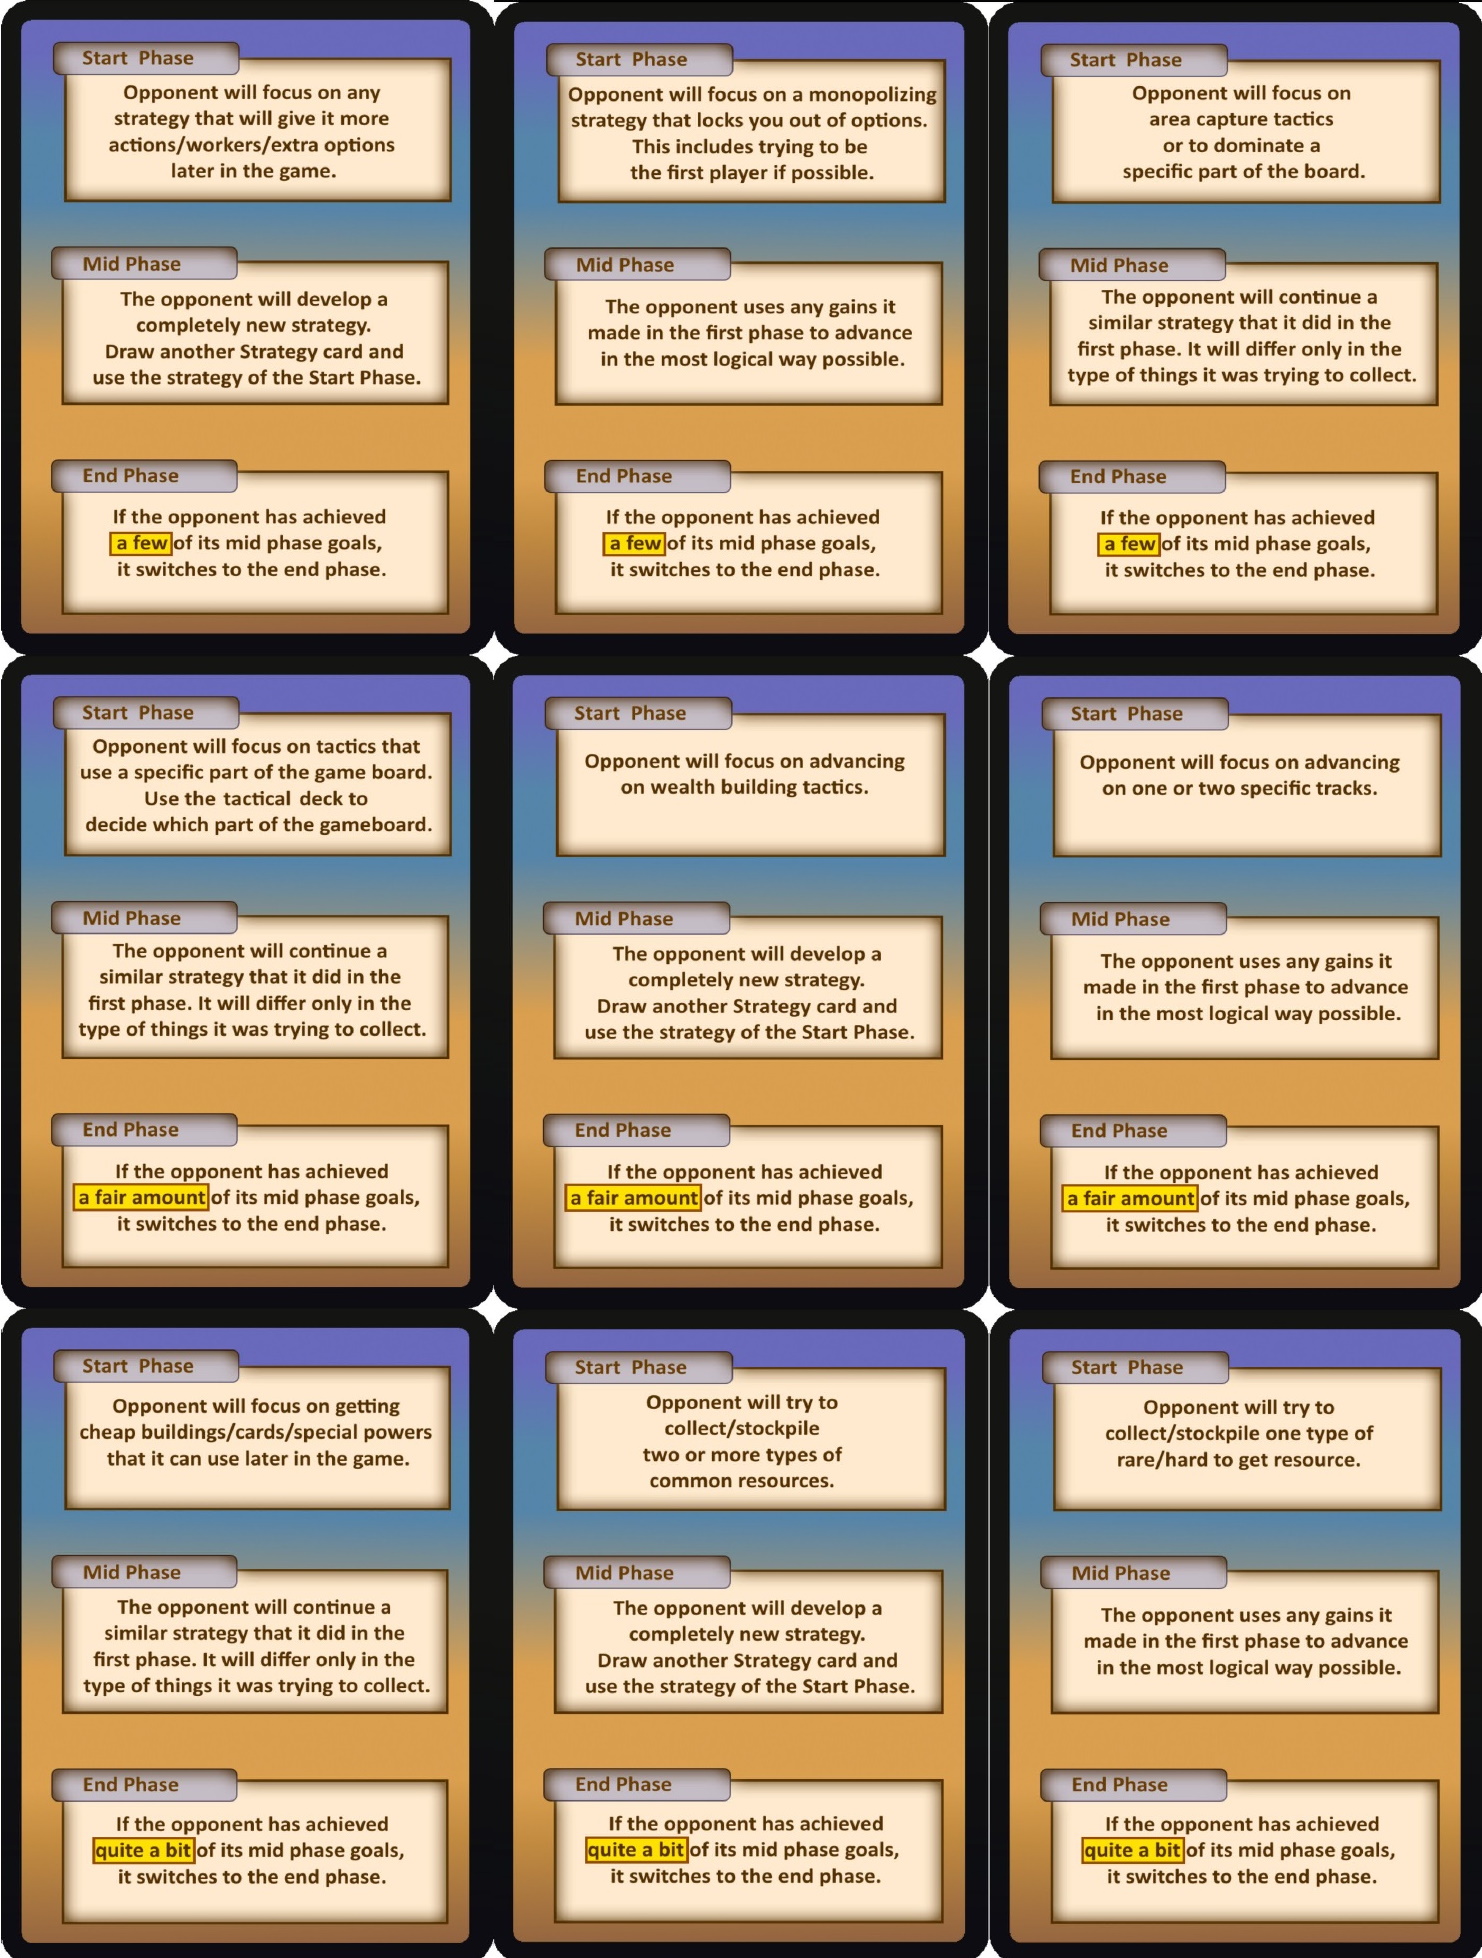 Start Phase
Opponent will focus on any
strategy that will give it more
actions/workers/extra options
later in the game.
Mid Phase
The opponent will develop a
completely new strategy.
Draw another Strategy card and
use the strategy of the Start Phase.
End Phase
If the opponent has achieved
a few of its mid phase goals,
it switches to the end phase.
Start Phase
Opponent will focus on a monopolizing
strategy that locks you out of options.
This includes trying to be
the first player if possible.
Mid Phase
The opponent uses any gains it
made in the first phase to advance
in the most logical way possible.
End Phase
If the opponent has achieved
a few of its mid phase goals,
it switches to the end phase.
Start Phase
Opponent will focus on
area capture tactics
or to dominate a
specific part of the board.
Mid Phase
The opponent will continue a
similar strategy that it did in the
first phase. It will differ only in the
type of things it was trying to collect.
End Phase
If the opponent has achieved
a few of its mid phase goals,
it switches to the end phase.
Start Phase
Opponent will focus on tactics that
use a specific part of the game board.
Use the tactical deck to
decide which part of the gameboard.
Mid Phase
The opponent will continue a
similar strategy that it did in the
first phase. It will differ only in the
type of things it was trying to collect.
End Phase
If the opponent has achieved
a fair amount of its mid phase goals,
it switches to the end phase.
Start Phase
Opponent will focus on advancing
on wealth building tactics.
Mid Phase
The opponent will develop a
completely new strategy.
Draw another Strategy card and
use the strategy of the Start Phase.
End Phase
If the opponent has achieved
a fair amount of its mid phase goals,
it switches to the end phase.
Start Phase
Opponent will focus on advancing
on one or two specific tracks.
Mid Phase
The opponent uses any gains it
made in the first phase to advance
in the most logical way possible.
End Phase
If the opponent has achieved
a fair amount of its mid phase goals,
it switches to the end phase.
Start Phase
Opponent will focus on getting
cheap buildings/cards/special powers
that it can use later in the game.
Mid Phase
The opponent will continue a
similar strategy that it did in the
first phase. It will differ only in the
type of things it was trying to collect.
End Phase
If the opponent has achieved
quite a bit of its mid phase goals,
it switches to the end phase.
Start Phase
Opponent will try to
collect/stockpile
two or more types of
common resources.
Mid Phase
The opponent will develop a
completely new strategy.
Draw another Strategy card and
use the strategy of the Start Phase.
End Phase
If the opponent has achieved
quite a bit of its mid phase goals,
it switches to the end phase.
Start Phase
Opponent will try to
collect/stockpile one type of
rare/hard to get resource.
Mid Phase
The opponent uses any gains it
made in the first phase to advance
in the most logical way possible.
End Phase
If the opponent has achieved
quite a bit of its mid phase goals,
it switches to the end phase.